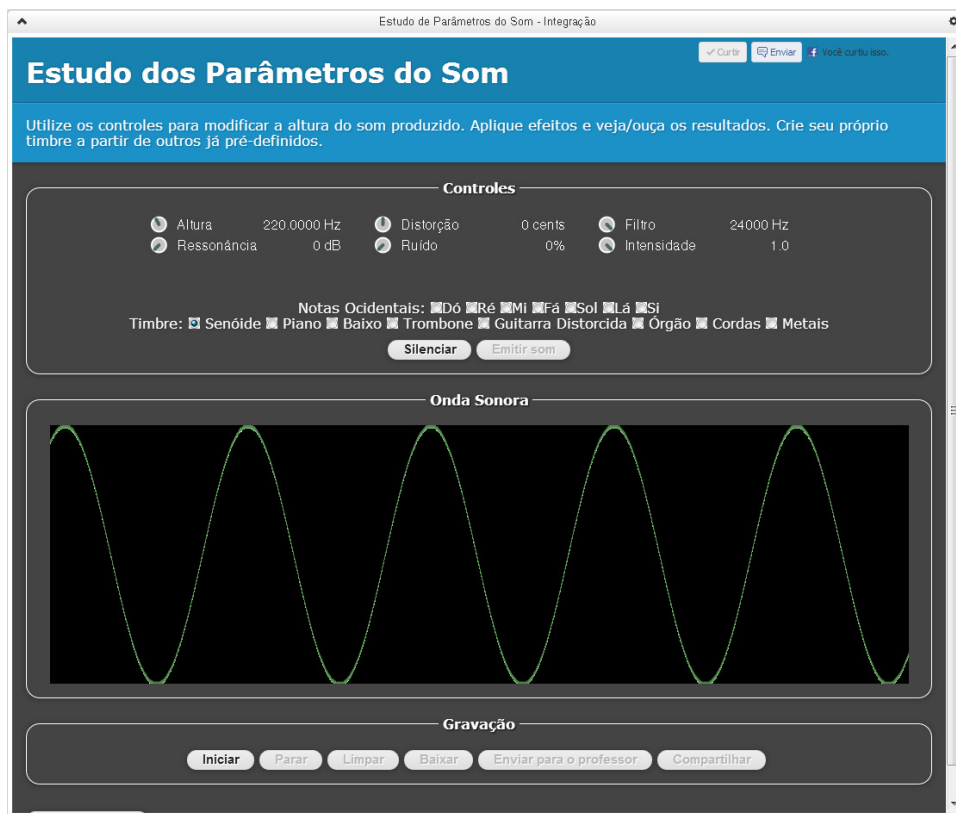 Estudo de Parâmetros do Som - Integração
Curtir Enviar Você curtiu isso.
Estudo dos Parâmetros do Som
Utilize os controles para modificar a altura do som produzido. Aplique efeitos e veja/ouça os resultados. Crie seu próprio
timbre a partir de outros já pré-definidos.
Controles
Altura 220.0000 Hz Distorção 0 cents Filtro 24000 Hz
Ressonância 0 dB Ruído 0% Intensidade 1.0
Notas Ocidentais: Dó Ré Mi Fá Sol Lá Si
Timbre: Senóide Piano Baixo Trombone Guitarra Distorcida Órgão Cordas Metais
Silenciar Emitir som
Onda Sonora
Gravação
Iniciar Parar Limpar Baixar Enviar para o professor Compartilhar